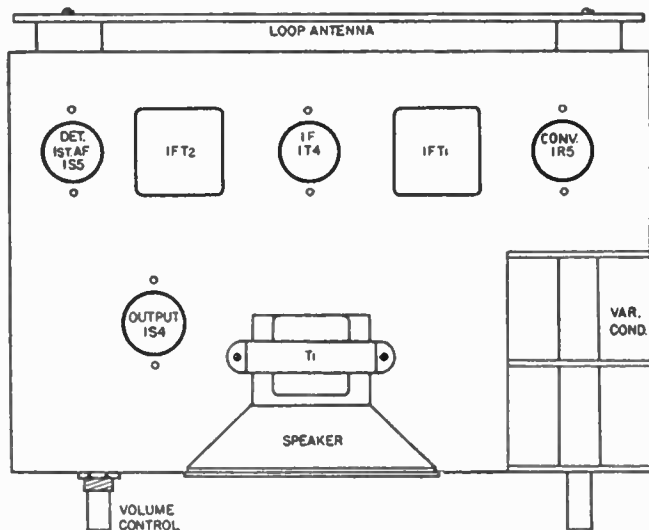 LOOP ANTENNA
DET.
1ST. AF
1S5
IFT2
IF
1T4
IFT1
CONV.
1R5
OUTPUT
1S4
T1
VAR.
COND.
SPEAKER
VOLUME
CONTROL